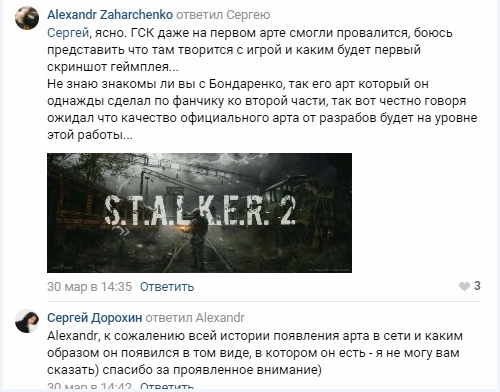 Alexandr Zaharchenko ответил Сергею
Сергей, ясно. ГСК даже на первом арте смогли провалится, боюсь
представить что там творится с игрой и каким будет первый
скриншот геймплея...
Не знаю знакомы ли вы с Бондаренко, так его арт который он
однажды сделал по фанчику ко второй части, так вот честно говоря
ожидал что качество официального арта от разрабов будет на уровне
этой работы...
S.T.A.L.K.E.R. 2
30 мар в 14:35 Ответить 3
Сергей Дорохин ответил Alexandr
Alexandr, к сожалению всей истории появления арта в сети и каким
образом он появился в том виде, в котором он есть - я не могу вам
сказать) спасибо за проявленное внимание)
30 мар в 14:42 Ответить